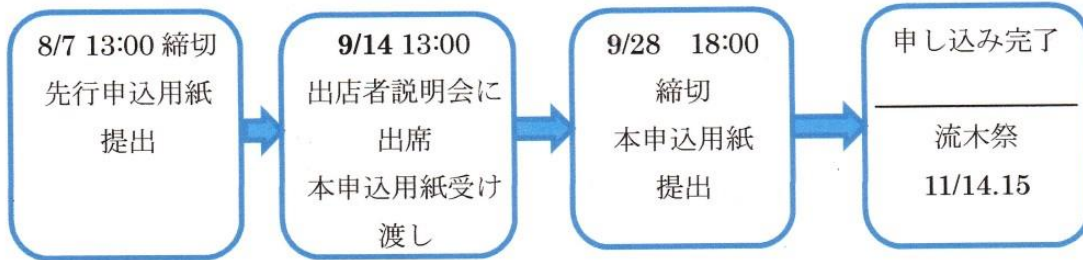 8/7 13:00 締切
先行申込用紙
提出
9/14 13:00
出店者説明会に
出席
本申込用紙受け
渡し
9/28 18:00
締切
本申込用紙
提出
申し込み完了
流木祭
11/14.15